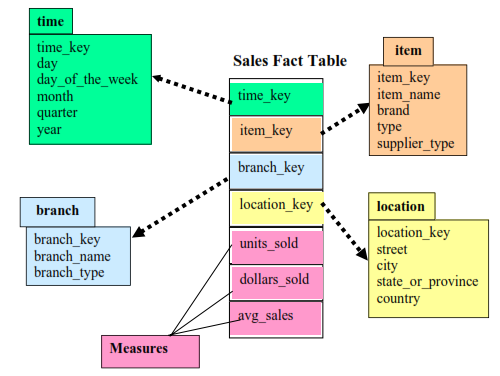 time
time_key
day
day_of_the_week
month
quarter
year
Sales Fact Table
time_key
item_key
branch_key
location_key
units_sold
dollars_sold
avg_sales
item
item_key
item_name
brand
type
supplier_type
branch
branch_key
branch_name
branch_type
location
location_key
street
city
state_or_province
country
Measures